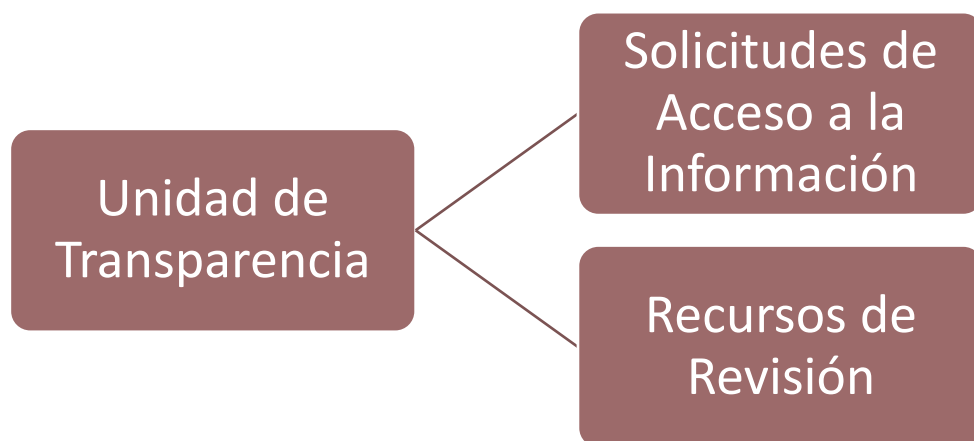 Unidad de
Transparencia
Solicitudes de
Acceso a la
Información
Recursos de
Revisión